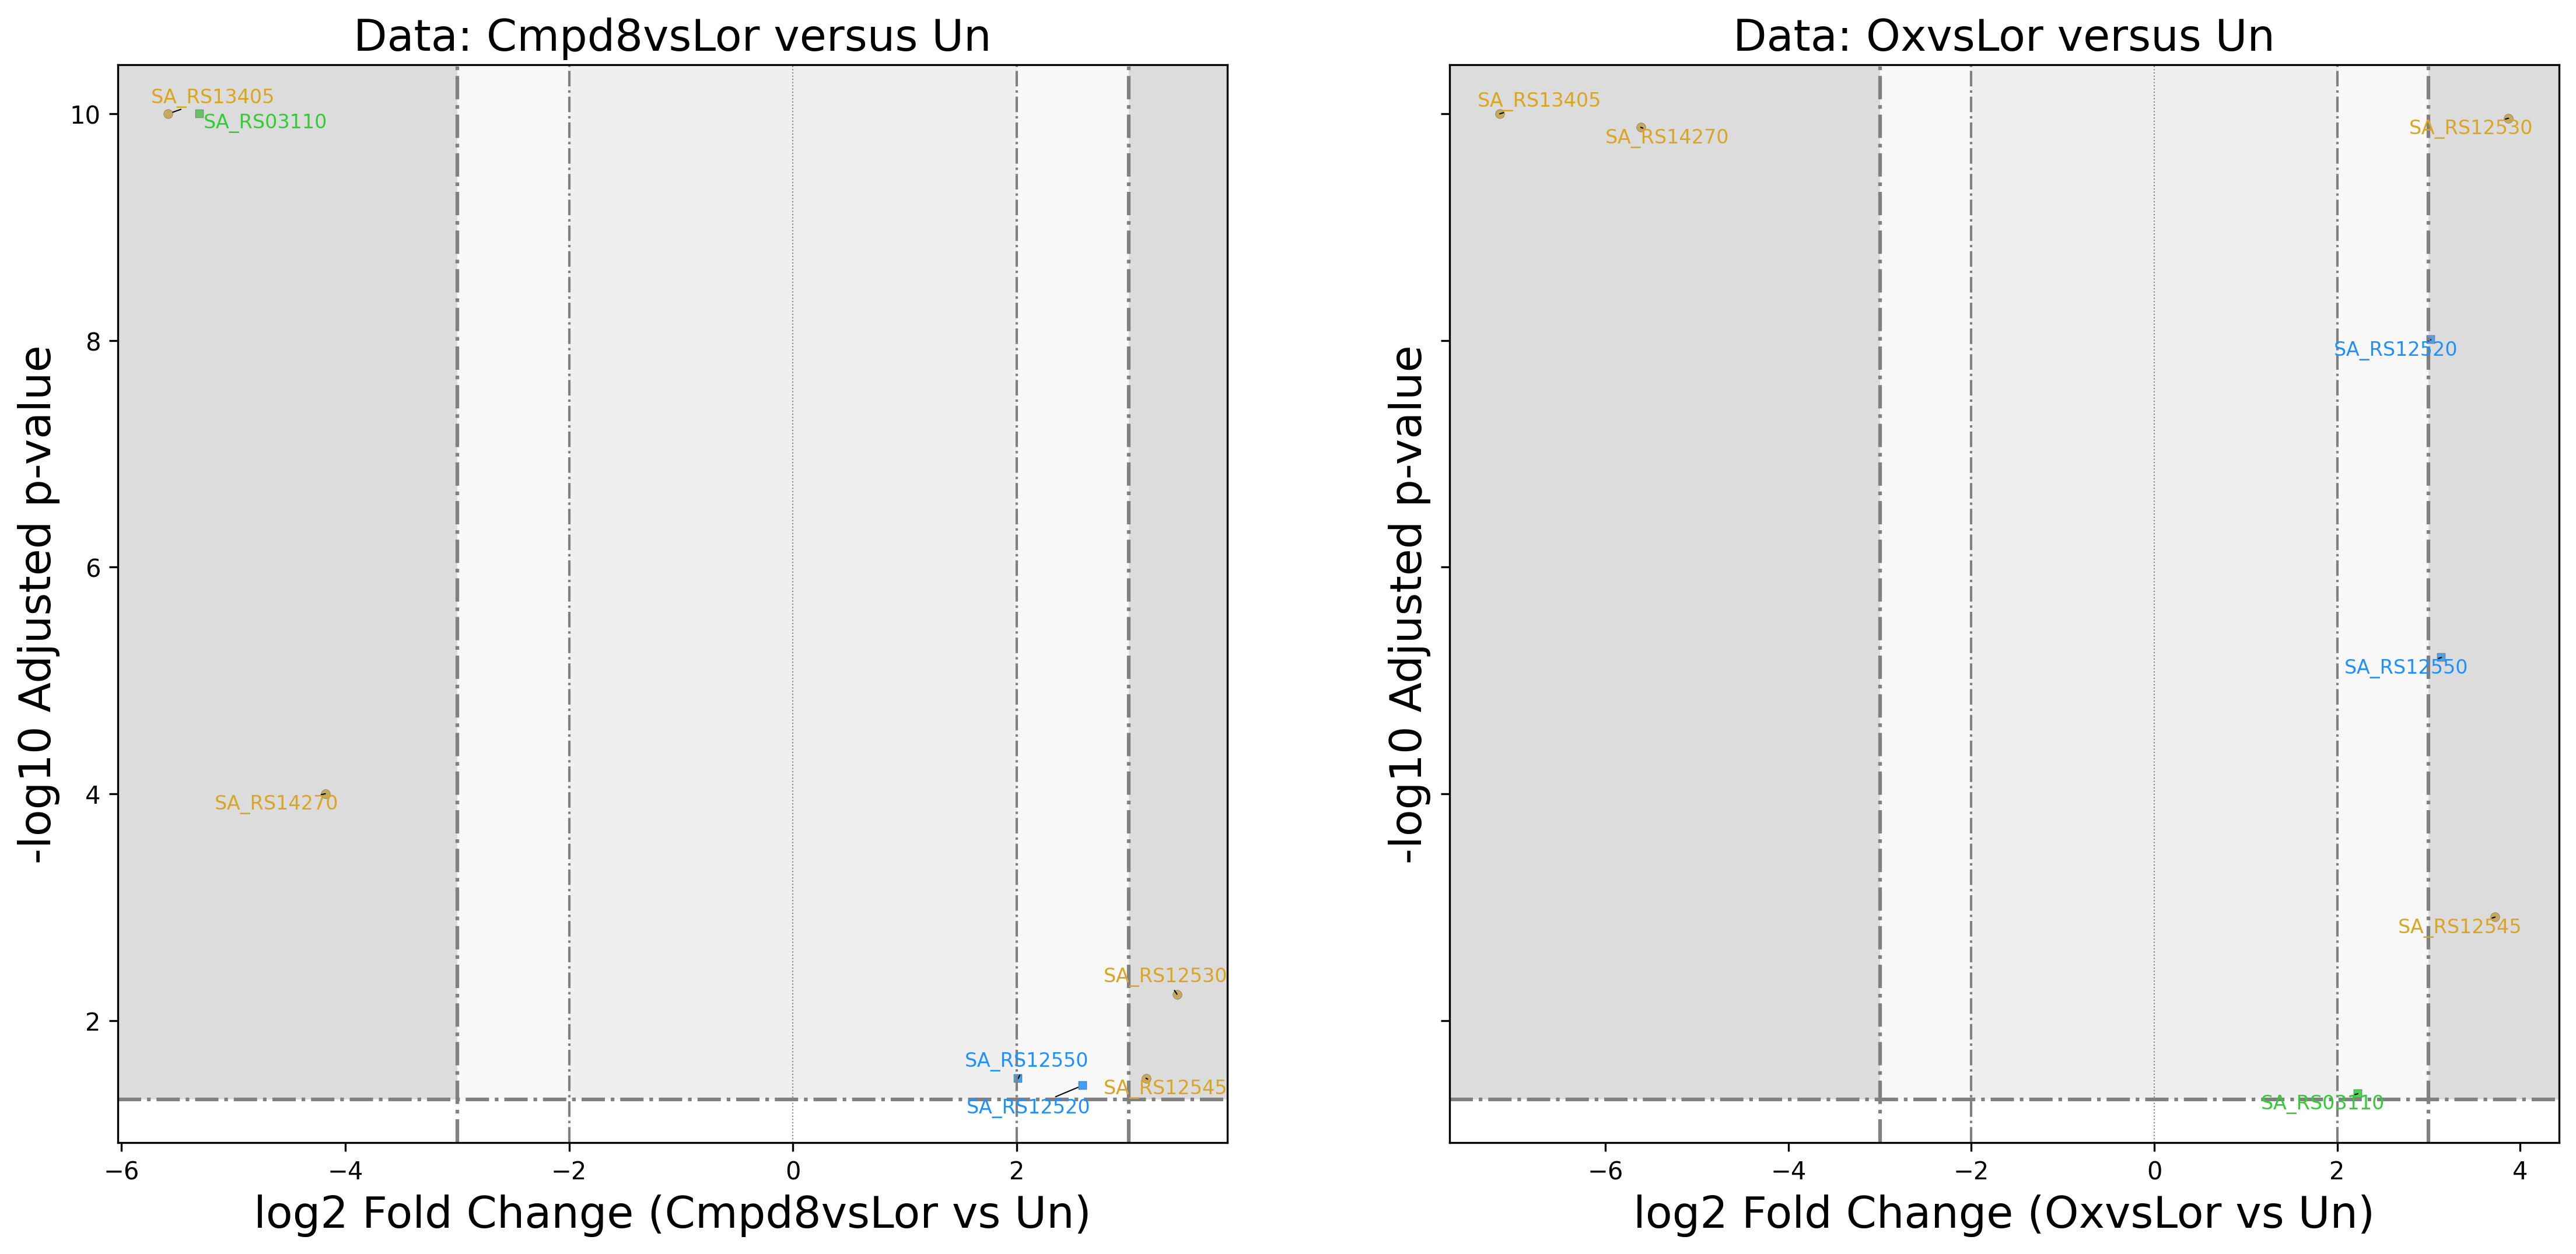 Data: Cmpd8vsLor versus Un
10
8
6
4
2
-log10 Adjusted p-value
SA_RS13405
SA_RS03110
SA_RS14270
SA_RS12530
SA_RS12550
SA_RS12545
SA_RS12520
−6
−4
−2
0
2
log2 Fold Change (Cmpd8vsLor vs Un)
Data: OxvsLor versus Un
-log10 Adjusted p-value
SA_RS13405
SA_RS14270
SA_RS12530
SA_RS12520
SA_RS12550
SA_RS12545
SA_RS03110
−6
−4
−2
0
2
4
log2 Fold Change (OxvsLor vs Un)